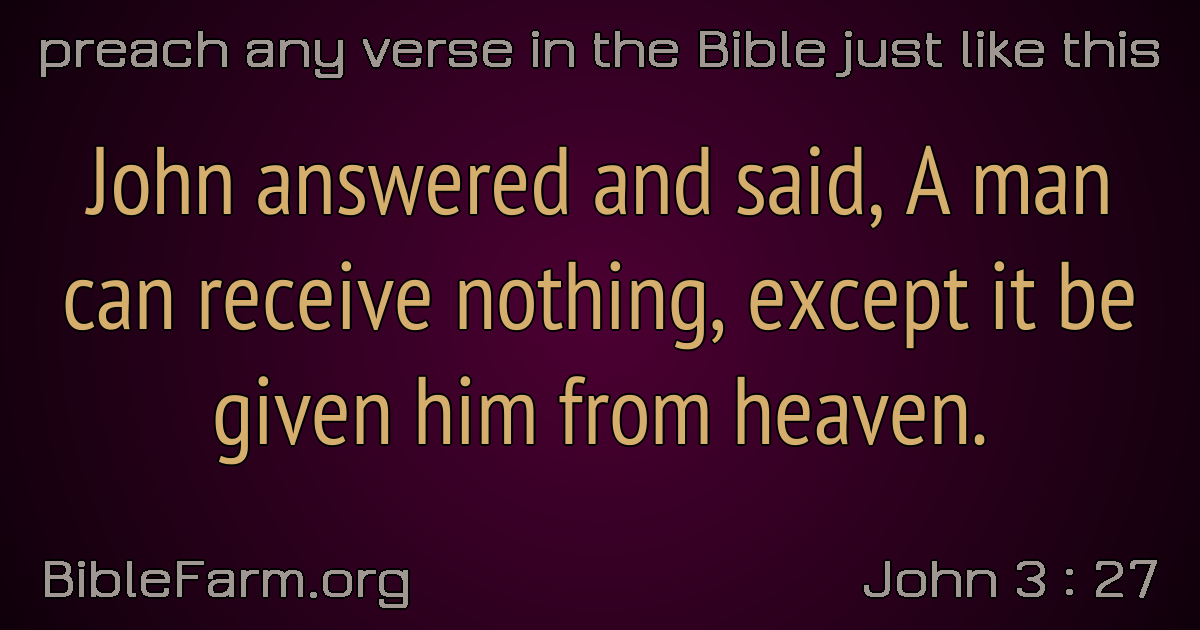 preach any verse in the Bible just like this
John answered and said, A man
can receive nothing, except it be
given him from heaven.
BibleFarm.org
John 3 : 27